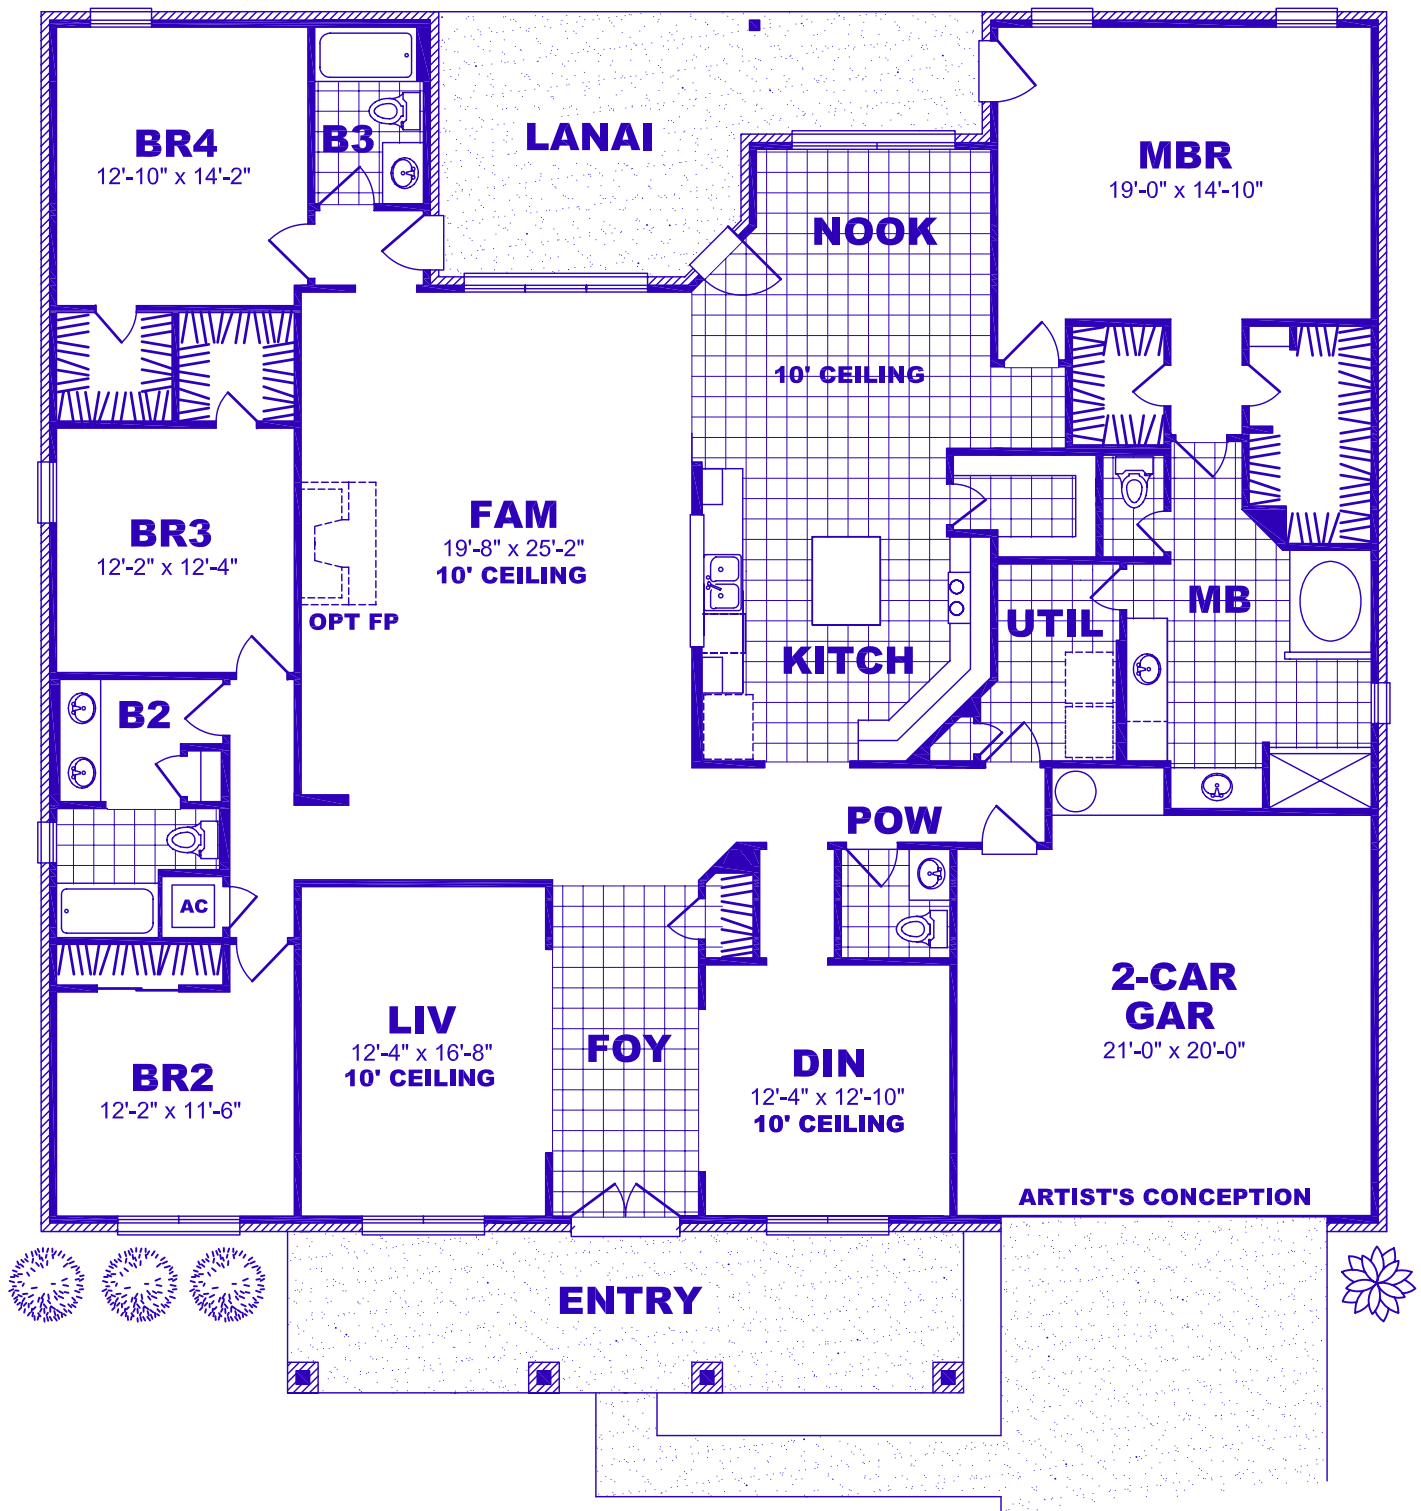 BR4
12'-10" x 14'-2"
B3
LANAI
MBR
19'-0" x 14'-10"
NOOK
10' CEILING
BR3
12'-2" x 12'-4"
FAM
19'-8" x 25'-2"
10' CEILING
OPT FP
KITCH
UTIL
MB
B2
POW
AC
LIV
12'-4" x 16'-8"
10' CEILING
FOY
DIN
12'-4" x 12'-10"
10' CEILING
2-CAR
GAR
21'-0" x 20'-0"
BR2
12'-2" x 11'-6"
ARTIST'S CONCEPTION
ENTRY